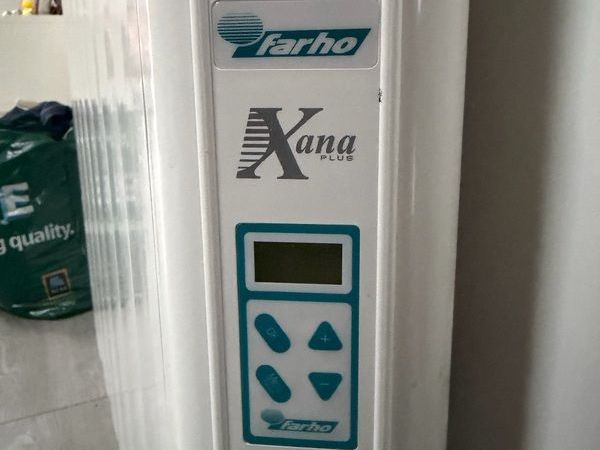 farho
Xana
PLUS
E
g quality.
+
-
farho